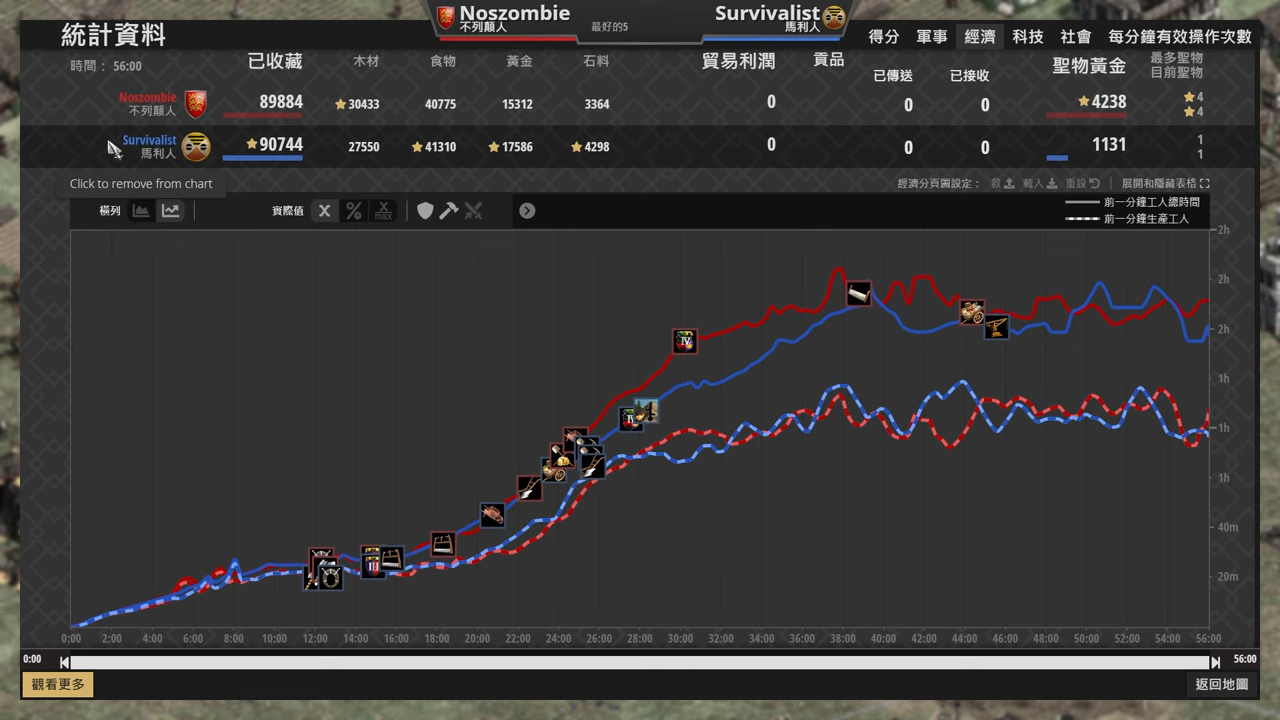 Noszombie
不列顛人
最好的5
Survivalist
馬利人
統計資料
得分 軍事 經濟 科技 社會 每分鐘有效操作次數
時間： 56:00
已收藏 木材 食物 黃金 石料 貿易利潤 貢品 已傳送 已接收 聖物黃金 最多聖物 目前聖物
Noszombie
不列顛人
89884 30433 40775 15312 3364 0 0 0 4238 4 4
Survivalist
馬利人
90744 27550 41310 17586 4298 0 0 0 1131 1 1
Click to remove from chart
經濟分頁圖設定： 載入 重設 展開和隱藏表格
橫列 實際值 X % X max
前一分鐘工人總時間
前一分鐘生產工人
2h
2h
2h
1h
1h
1h
40m
20m
0:00 2:00 4:00 6:00 8:00 10:00 12:00 14:00 16:00 18:00 20:00 22:00 24:00 26:00 28:00 30:00 32:00 34:00 36:00 38:00 40:00 42:00 44:00 46:00 48:00 50:00 52:00 54:00 56:00
0:00 56:00
觀看更多 返回地圖